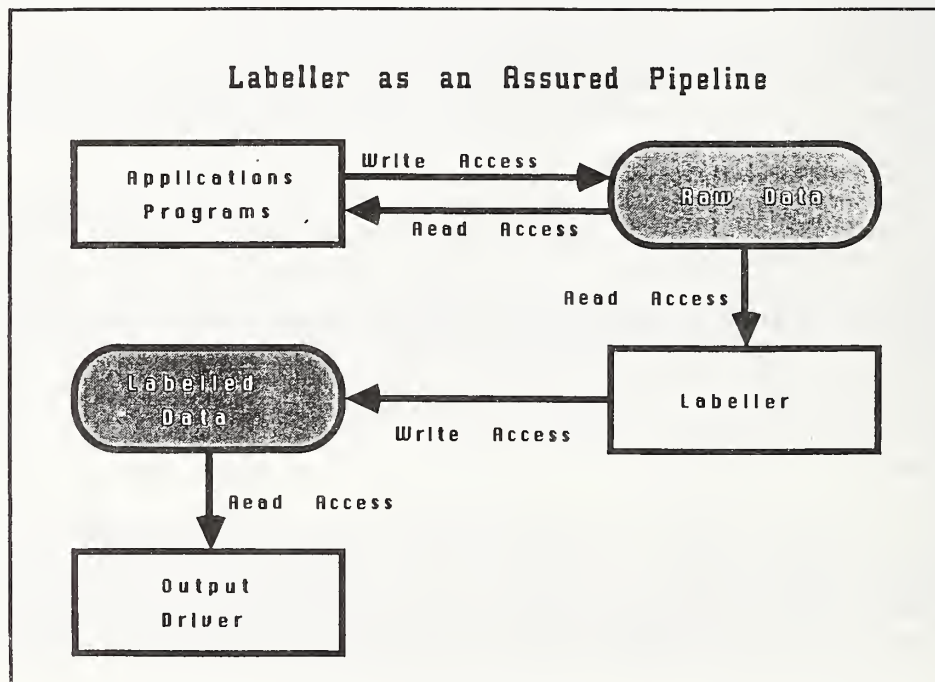 Labeller as an Assured Pipeline
Applications
Programs
Write Access
Raw Data
Read Access
Read Access
Labeller
Labelled
Data
Write Access
Read Access
Output
Driver